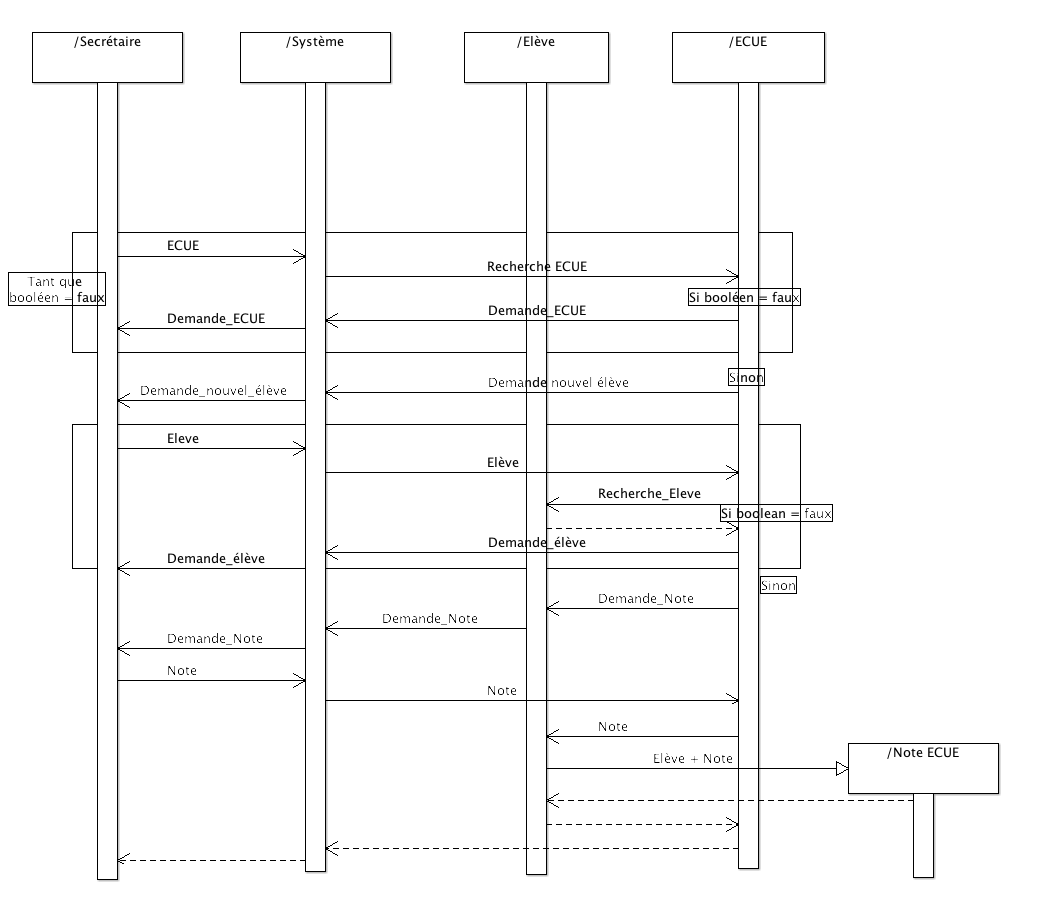 /Secrétaire
/Système
/Elève
/ECUE
ECUE
Recherche ECUE
Tant que
booléen = faux
Si booléen = faux
Demande_ECUE
Demande_ECUE
Sinon
Demande nouvel élève
Demande_nouvel_élève
Eleve
Elève
Recherche_Eleve
Si boolean = faux
Demande_élève
Demande_élève
Sinon
Demande_Note
Demande_Note
Demande_Note
Note
Note
Note
/Note ECUE
Elève + Note